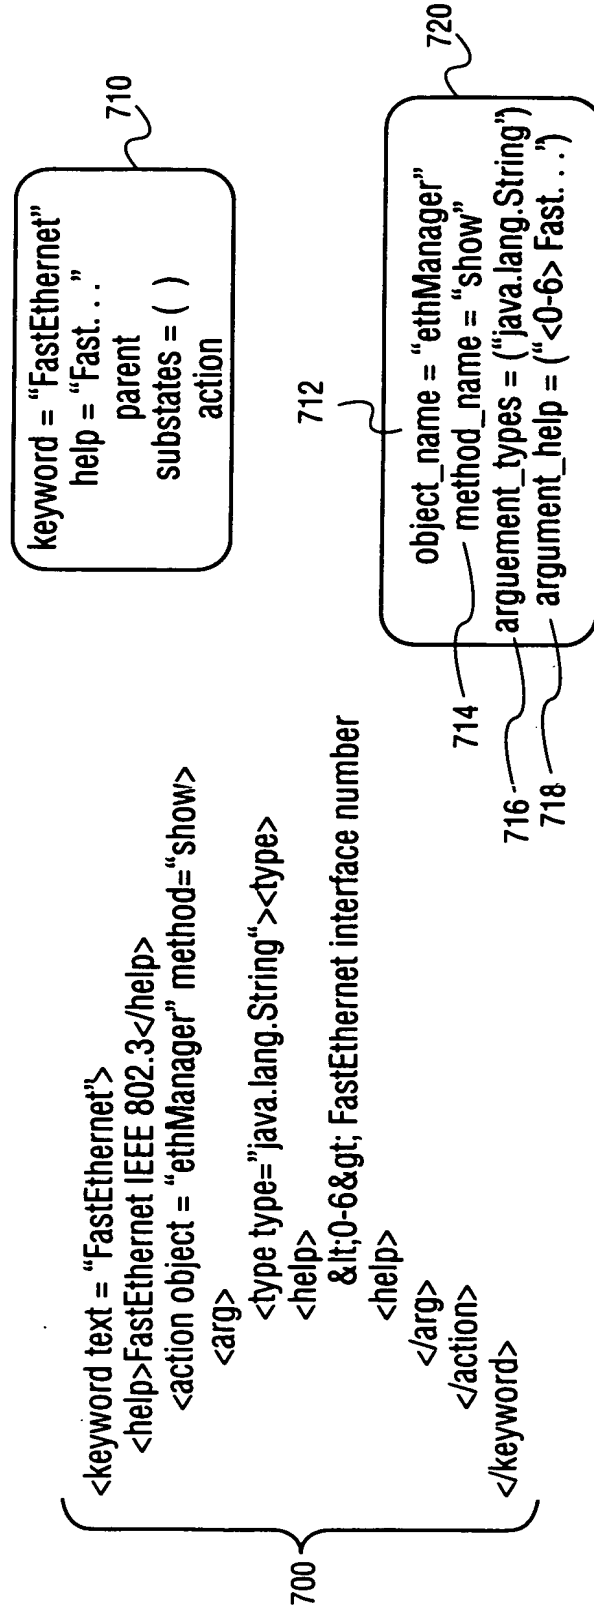 700
<keyword text = “FastEthernet”>
<help>FastEthernet IEEE 802.3</help>
<action object = “ethManager” method=“show>
<arg>
<type type=”java.lang.String“><type>
<help>
&lt;0-6&gt; FastEthernet interface number
<help>
</arg>
</action>
</keyword>
710
keyword = “FastEthernet”
help = “Fast. . .”
parent
substates = ( )
action
720
712
object_name = “ethManager”
714
method_name = “show”
716
arguement_types = (“java.lang.String”)
718
argument_help = (“<0-6> Fast. . .”)